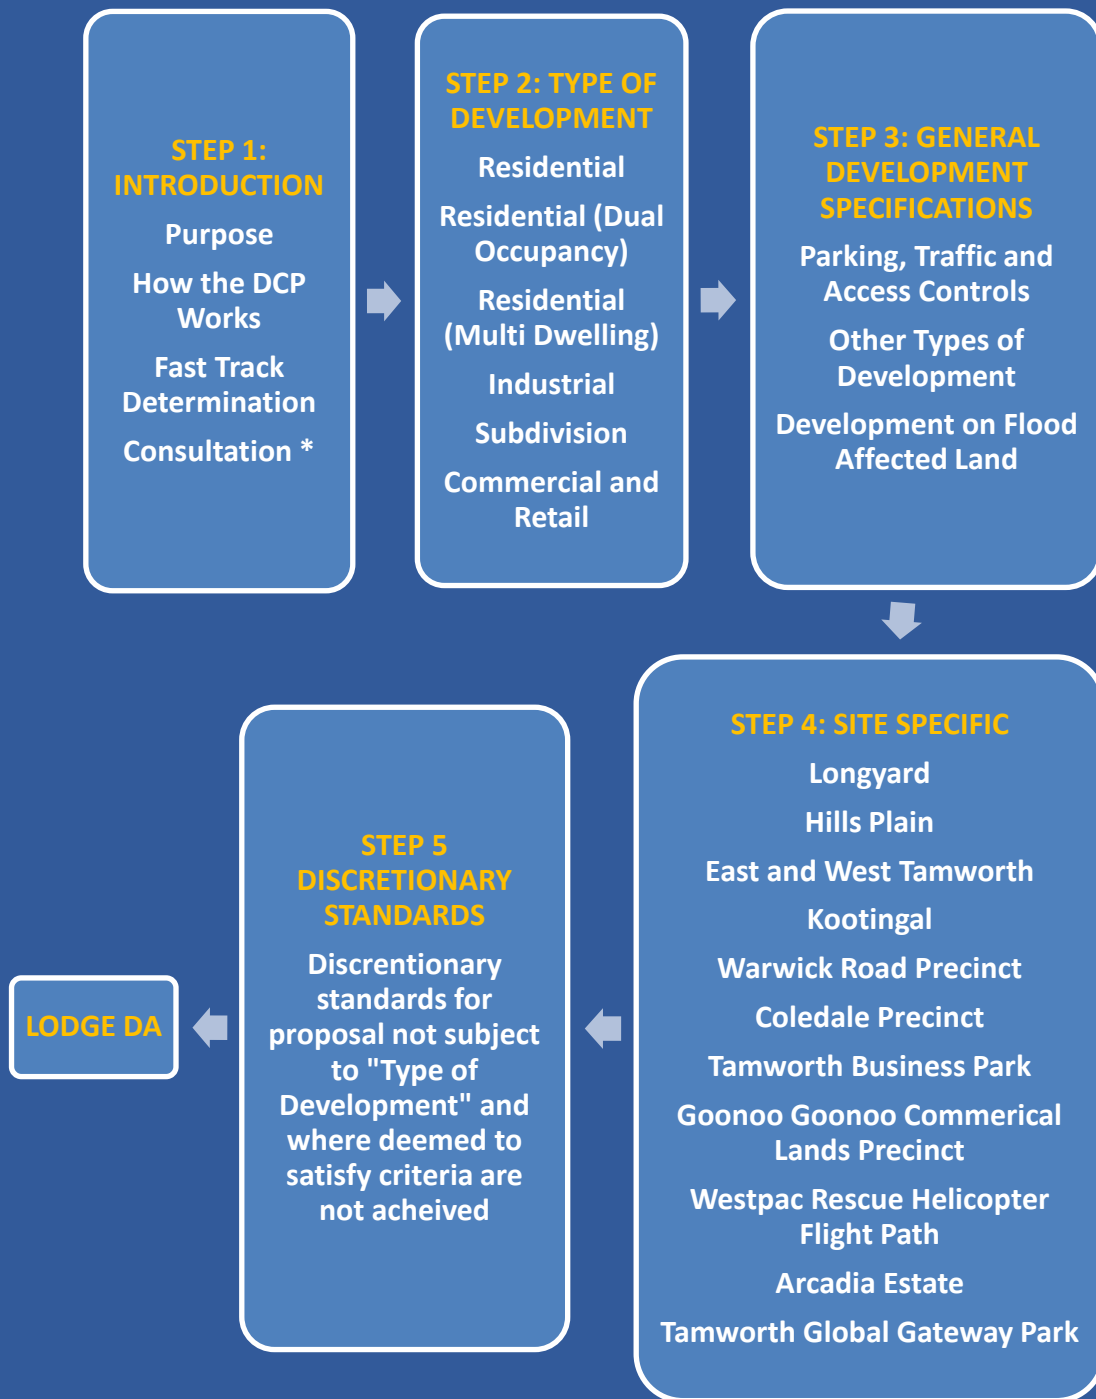 STEP 1:
INTRODUCTION
Purpose
How the DCP
Works
Fast Track
Determination
Consultation *
STEP 2: TYPE OF
DEVELOPMENT
Residential
Residential (Dual
Occupancy)
Residential
(Multi Dwelling)
Industrial
Subdivision
Commercial and
Retail
STEP 3: GENERAL
DEVELOPMENT
SPECIFICATIONS
Parking, Traffic and
Access Controls
Other Types of
Development
Development on Flood
Affected Land
STEP 4: SITE SPECIFIC
Longyard
Hills Plain
East and West Tamworth
Kootingal
Warwick Road Precinct
Coledale Precinct
Tamworth Business Park
Goonoo Goonoo Commerical
Lands Precinct
Westpac Rescue Helicopter
Flight Path
Arcadia Estate
Tamworth Global Gateway Park
STEP 5
DISCRETIONARY
STANDARDS
Discrentionary
standards for
proposal not subject
to "Type of
Development" and
where deemed to
satisfy criteria are
not acheived
LODGE DA